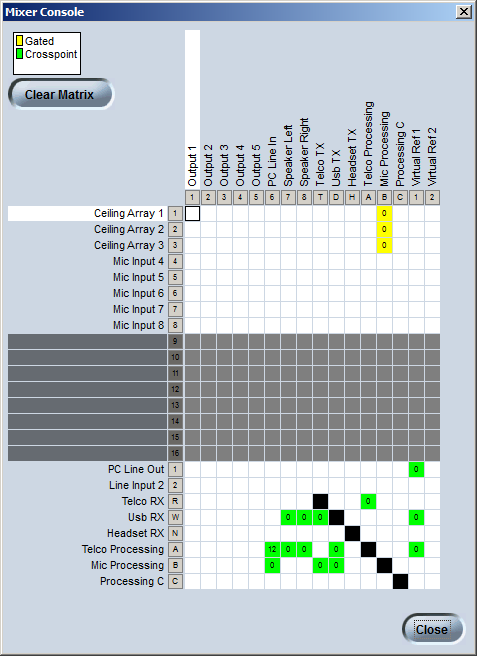 Mixer Console
Gated
Crosspoint
Clear Matrix
Output 1
Output 2
Output 3
Output 4
Output 5
PC Line In
Speaker Left
Speaker Right
Telco TX
Usb TX
Headset TX
Telco Processing
Mic Processing
Processing C
Virtual Ref 1
Virtual Ref 2
1 2 3 4 5 6 7 8 T D H A B C 1 2
Ceiling Array 1 1 0
Ceiling Array 2 2 0
Ceiling Array 3 3 0
Mic Input 4 4
Mic Input 5 5
Mic Input 6 6
Mic Input 7 7
Mic Input 8 8
9
10
11
12
13
14
15
16
PC Line Out 1 0
Line Input 2 2
Telco RX R 0
Usb RX W 0 0 0 0
Headset RX N
Telco Processing A 12 0 0 0 0
Mic Processing B 0 0 0
Processing C C
Close